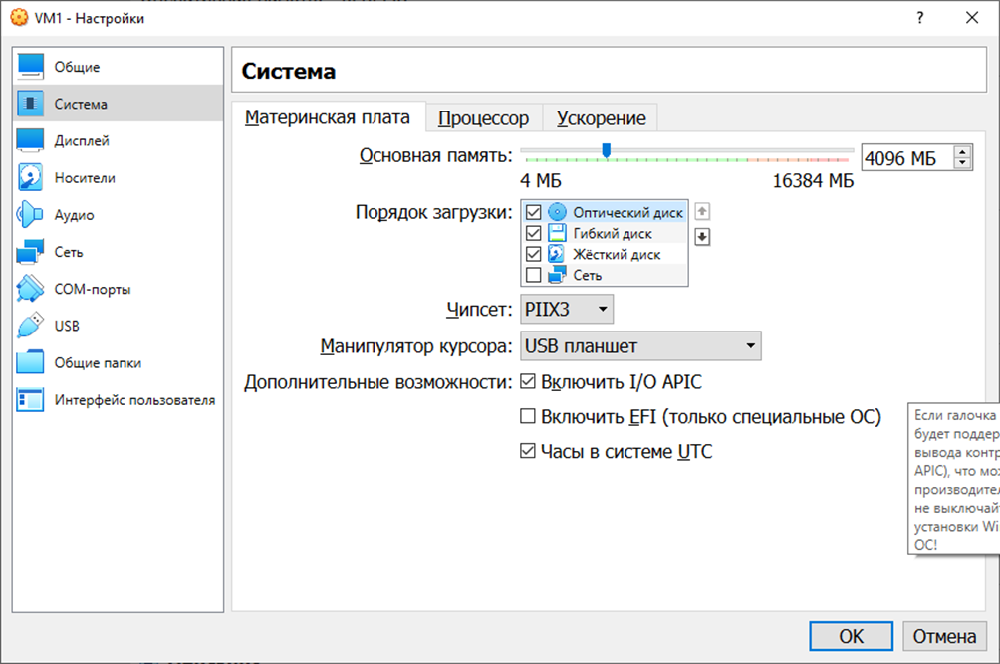 VM1 - Настройки
?
Общие
Система
Дисплей
Носители
Аудио
Сеть
COM-порты
USB
Общие папки
Интерфейс пользователя
Система
Материнская плата Процессор Ускорение
Основная память: 4096 МБ
4 МБ 16384 МБ
Порядок загрузки: Оптический диск
Гибкий диск
Жёсткий диск
Сеть
Чипсет: PIIX3
Манипулятор курсора: USB планшет
Дополнительные возможности: Включить I/O APIC
Включить EFI (только специальные ОС)
Часы в системе UTC
Если галочка
будет поддер
вывода контр
APIC), что мож
производител
не выключай
установки Wi
ОС!
OK Отмена